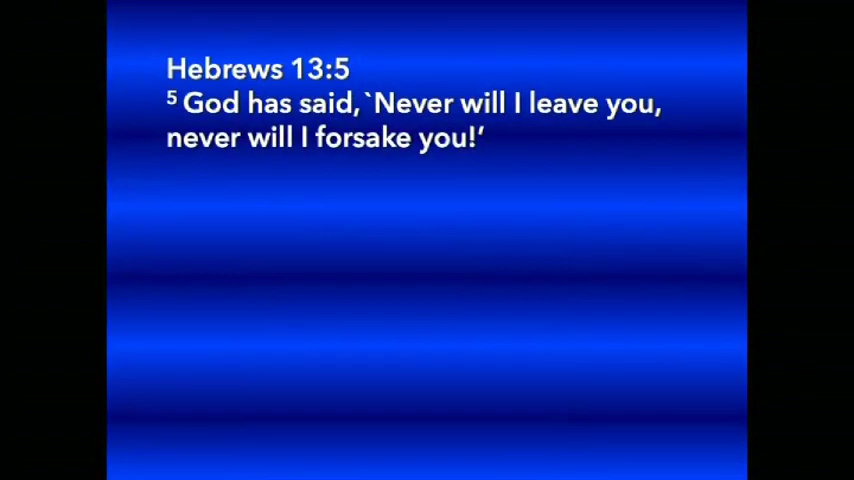 Hebrews 13:5
⁵ God has said, `Never will I leave you,
never will I forsake you!’